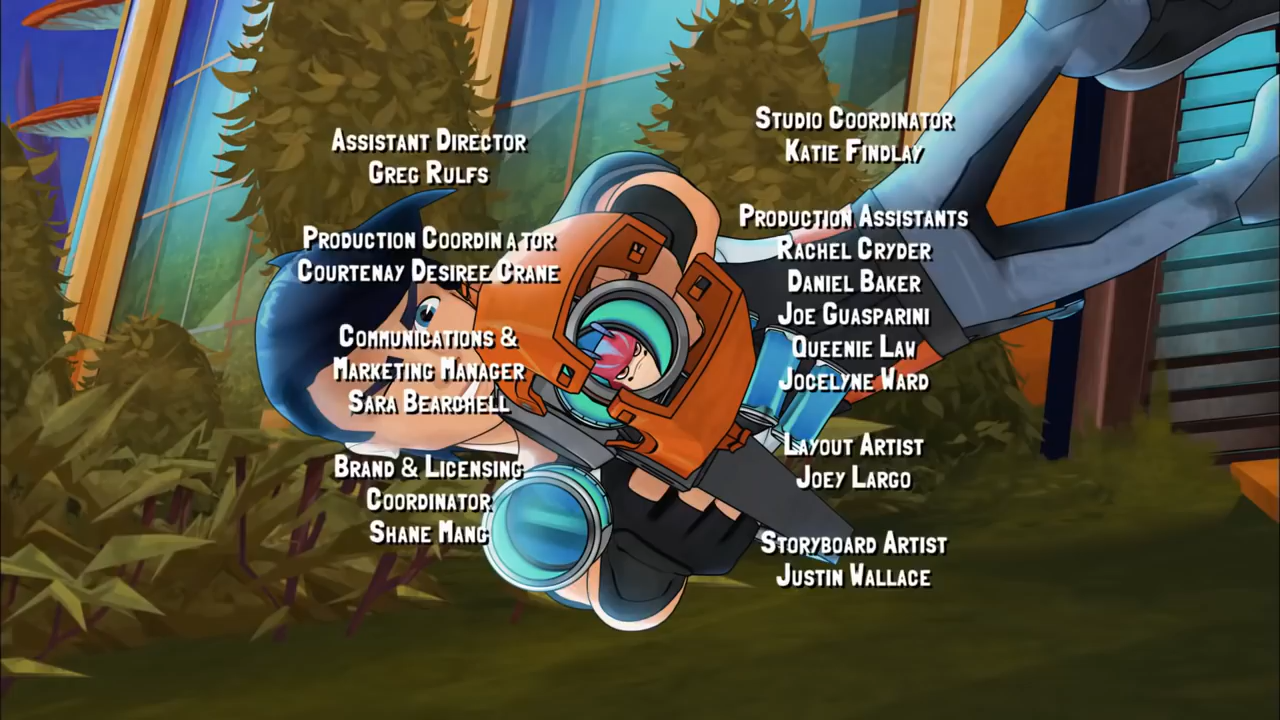 Assistant Director
Greg Rulfs
Production Coordinator
Courtenay Desiree Crane
Communications &
Marketing Manager
Sara Bearchell
Brand & Licensing
Coordinator
Shane Mang
Studio Coordinator
Katie Findlay
Production Assistants
Rachel Cryder
Daniel Baker
Joe Guasparini
Queenie Law
Jocelyne Ward
Layout Artist
Joey Largo
Storyboard Artist
Justin Wallace